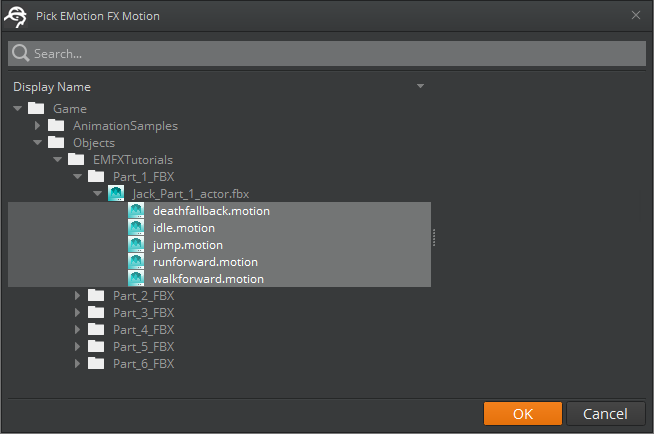 Pick EMotion FX Motion
Search...
Display Name
Game
AnimationSamples
Objects
EMFXTutorials
Part_1_FBX
Jack_Part_1_actor.fbx
deathfallback.motion
idle.motion
jump.motion
runforward.motion
walkforward.motion
Part_2_FBX
Part_3_FBX
Part_4_FBX
Part_5_FBX
Part_6_FBX
OK Cancel